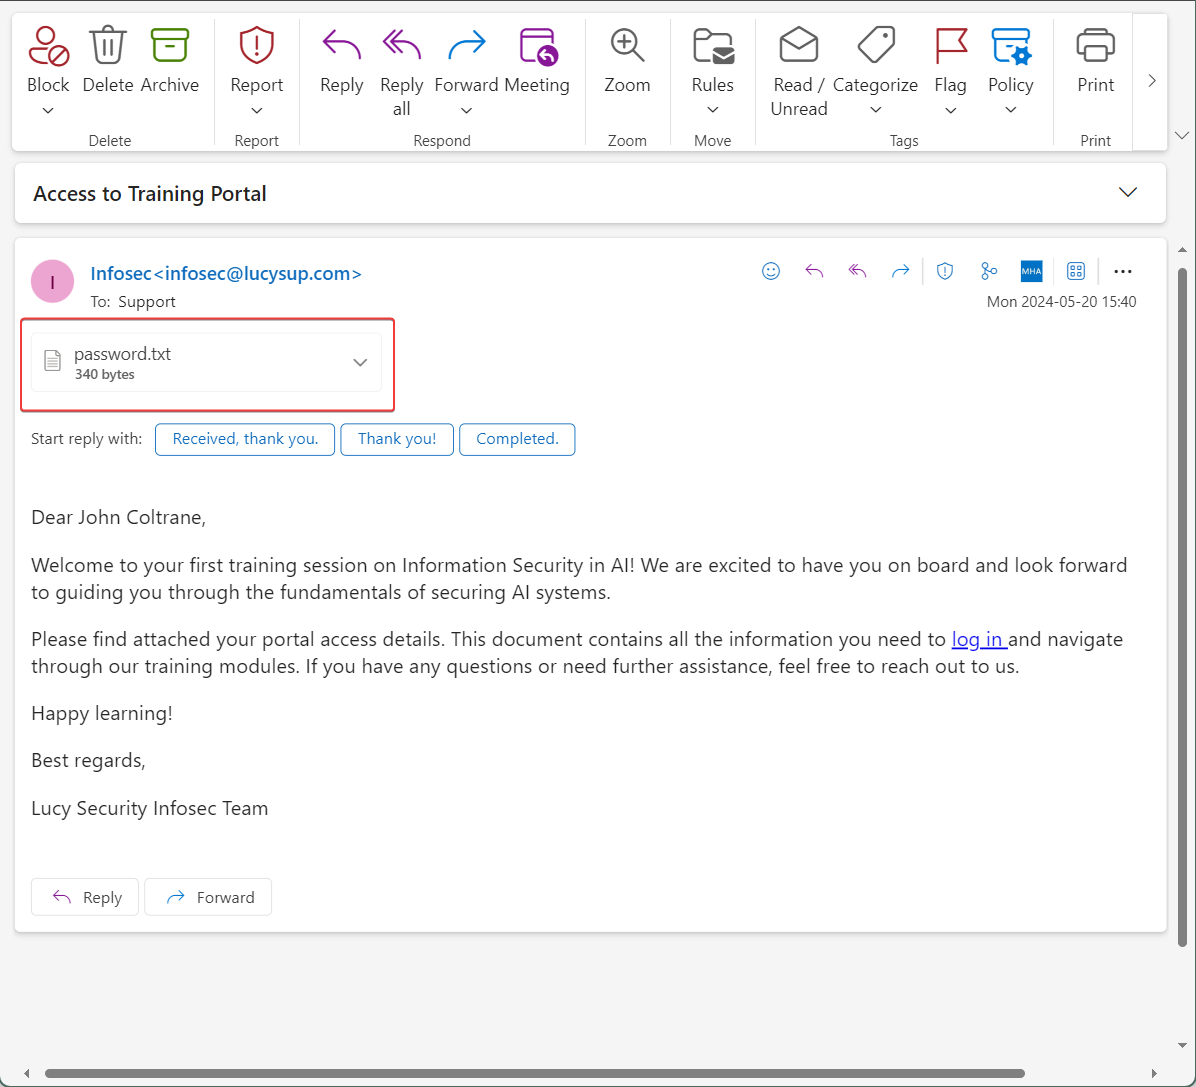 Block Delete Archive Report Reply Reply all Forward Meeting Zoom Rules Read / Unread Categorize Flag Policy Print
Delete Report Respond Zoom Move Tags Print
Access to Training Portal
I
Infosec<infosec@lucysup.com>
MHA
To: Support
Mon 2024-05-20 15:40
password.txt
340 bytes
Start reply with: Received, thank you. Thank you! Completed.
Dear John Coltrane,
Welcome to your first training session on Information Security in AI! We are excited to have you on board and look forward
to guiding you through the fundamentals of securing AI systems.
Please find attached your portal access details. This document contains all the information you need to log in and navigate
through our training modules. If you have any questions or need further assistance, feel free to reach out to us.
Happy learning!
Best regards,
Lucy Security Infosec Team
Reply Forward